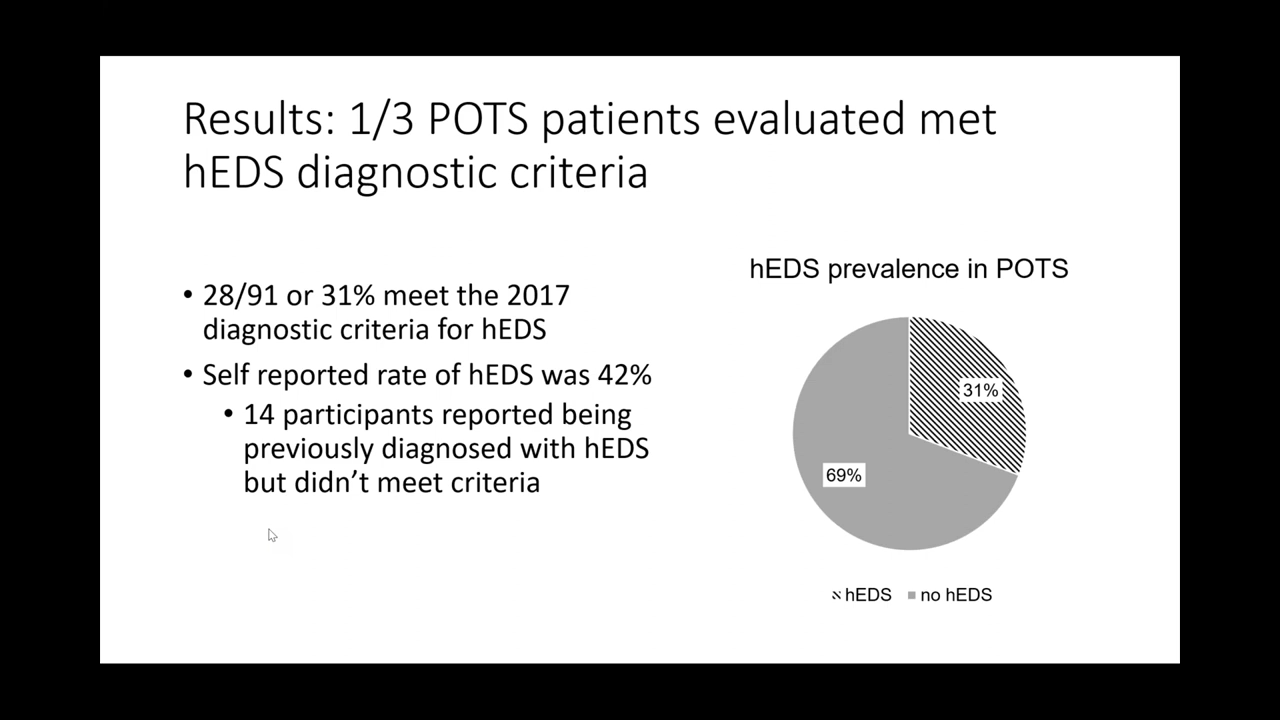 Results: 1/3 POTS patients evaluated met
hEDS diagnostic criteria
• 28/91 or 31% meet the 2017
diagnostic criteria for hEDS
• Self reported rate of hEDS was 42%
• 14 participants reported being
previously diagnosed with hEDS
but didn’t meet criteria
hEDS prevalence in POTS
31%
69%
hEDS no hEDS